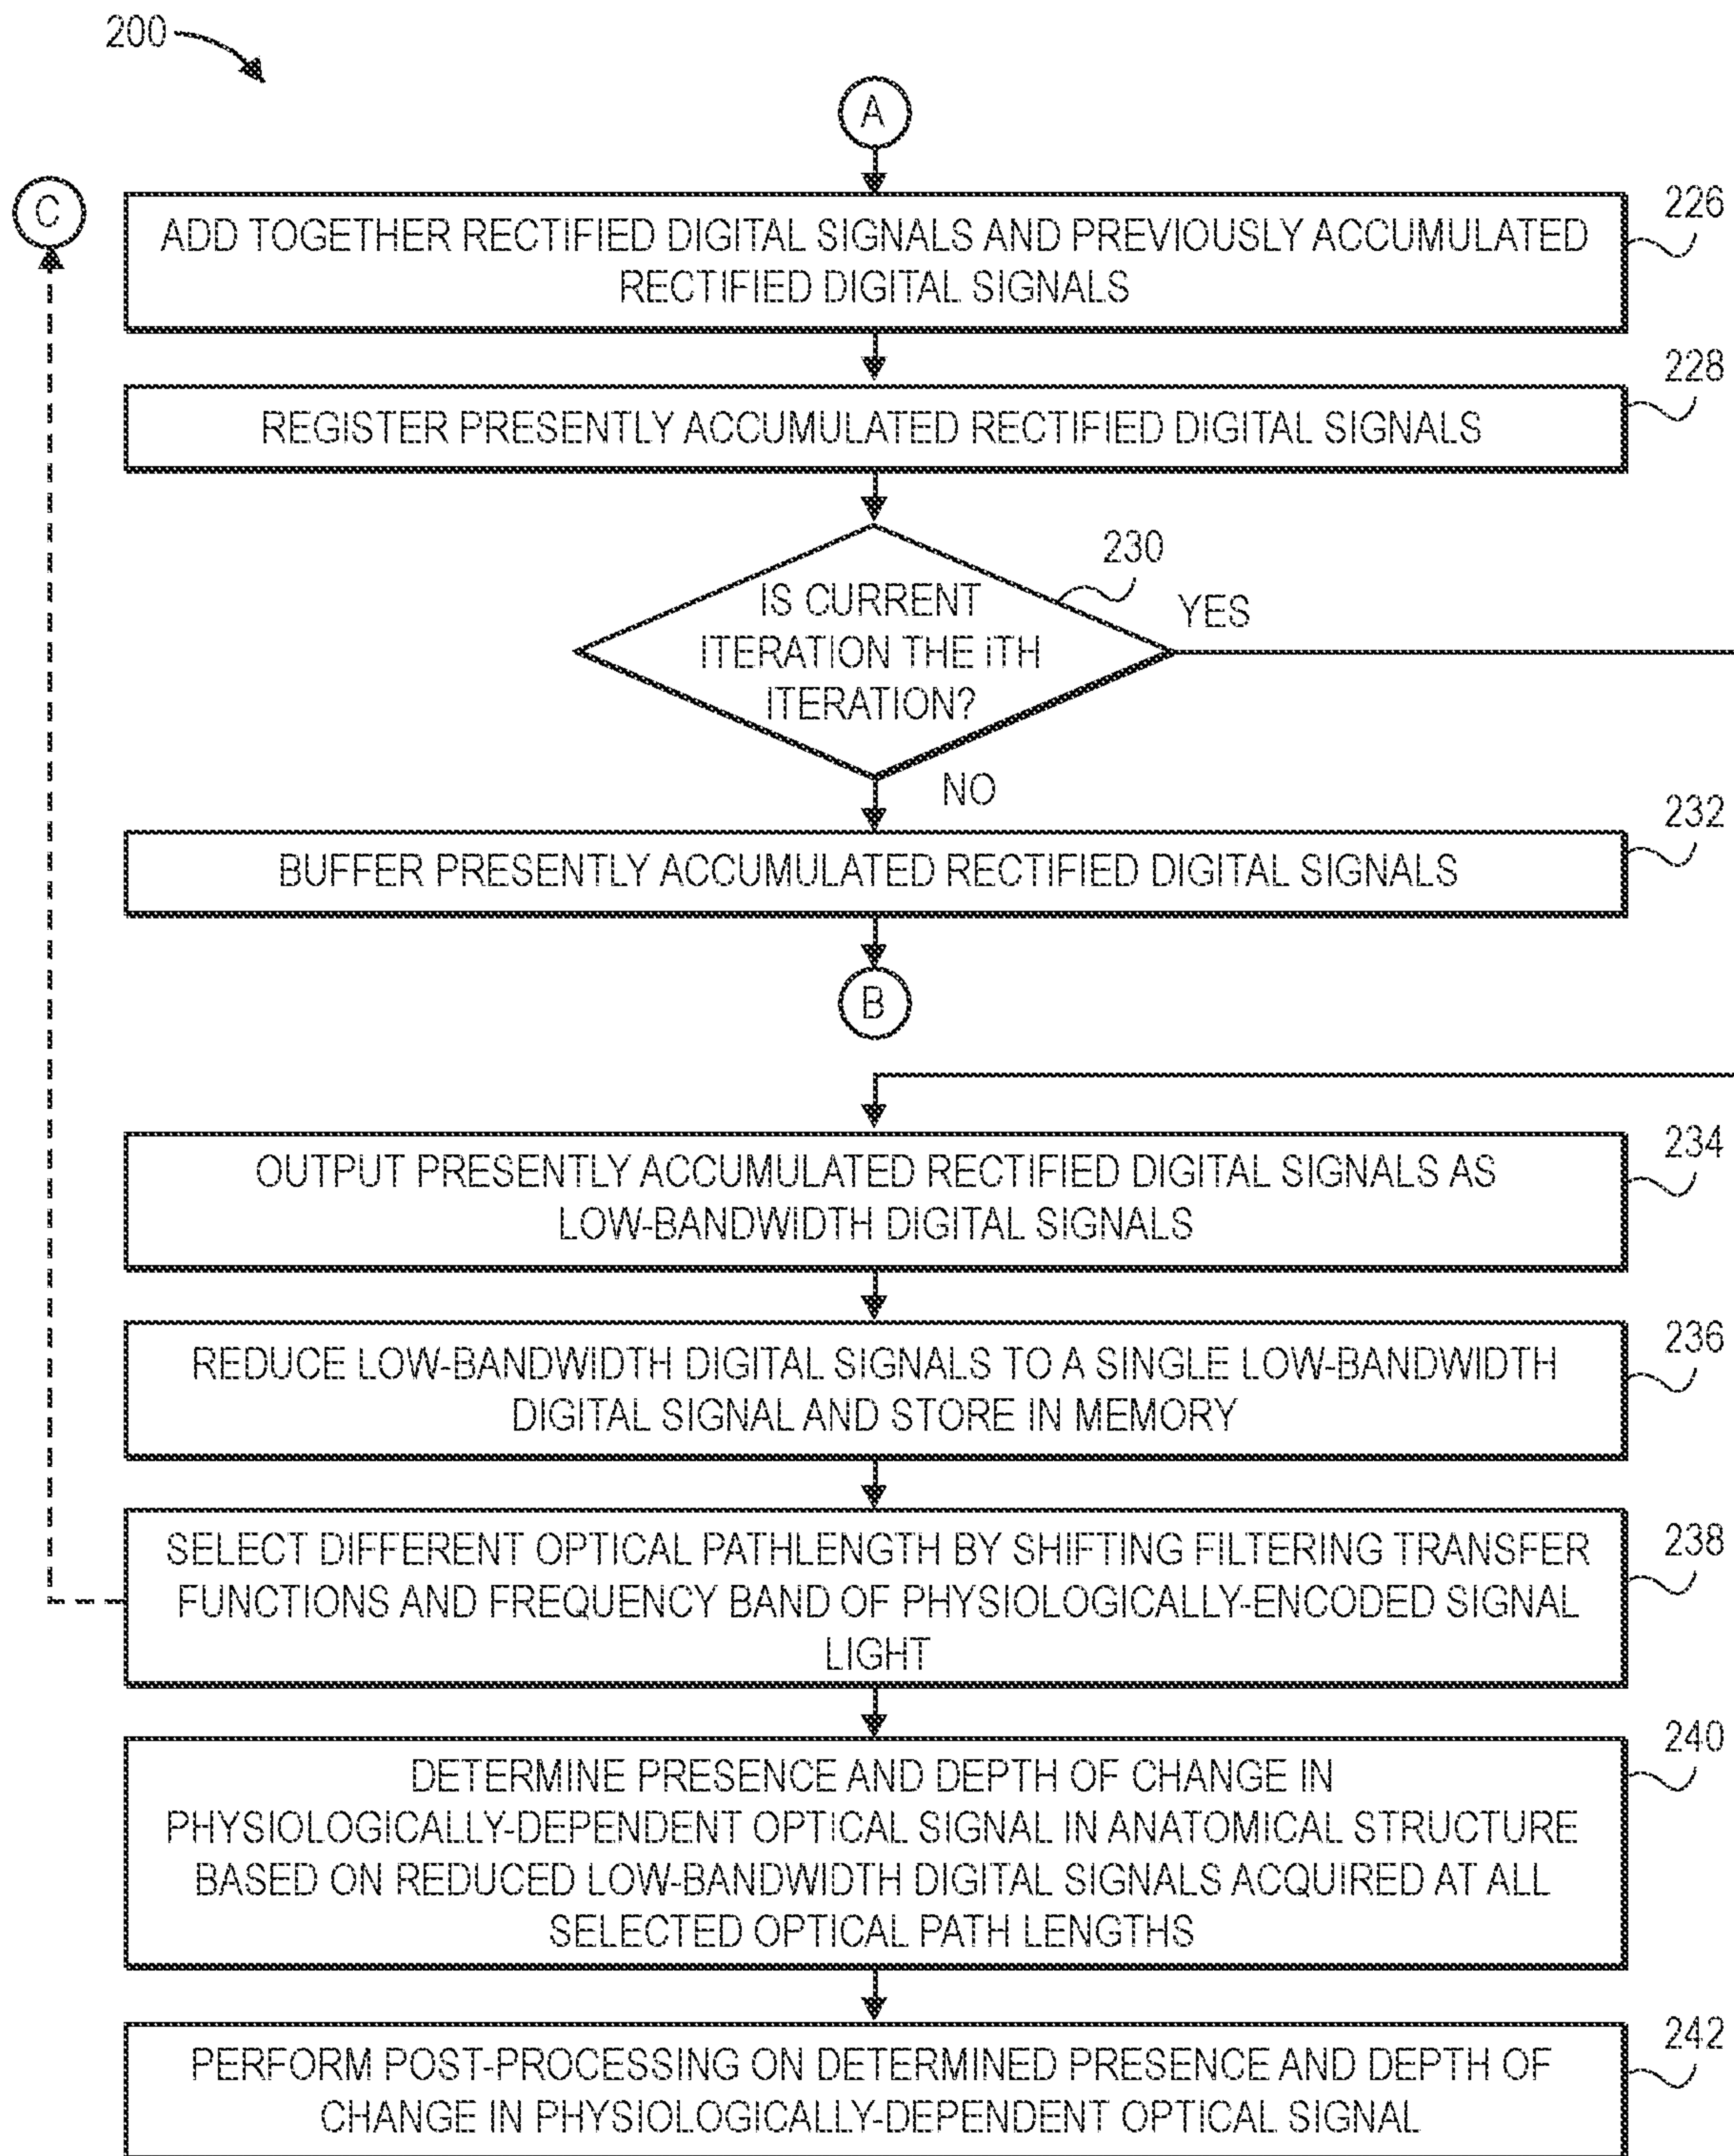 200
A
C
ADD TOGETHER RECTIFIED DIGITAL SIGNALS AND PREVIOUSLY ACCUMULATED
RECTIFIED DIGITAL SIGNALS
226
REGISTER PRESENTLY ACCUMULATED RECTIFIED DIGITAL SIGNALS
228
IS CURRENT
ITERATION THE iTH
ITERATION?
230
YES
NO
BUFFER PRESENTLY ACCUMULATED RECTIFIED DIGITAL SIGNALS
232
B
OUTPUT PRESENTLY ACCUMULATED RECTIFIED DIGITAL SIGNALS AS
LOW-BANDWIDTH DIGITAL SIGNALS
234
REDUCE LOW-BANDWIDTH DIGITAL SIGNALS TO A SINGLE LOW-BANDWIDTH
DIGITAL SIGNAL AND STORE IN MEMORY
236
SELECT DIFFERENT OPTICAL PATHLENGTH BY SHIFTING FILTERING TRANSFER
FUNCTIONS AND FREQUENCY BAND OF PHYSIOLOGICALLY-ENCODED SIGNAL
LIGHT
238
DETERMINE PRESENCE AND DEPTH OF CHANGE IN
PHYSIOLOGICALLY-DEPENDENT OPTICAL SIGNAL IN ANATOMICAL STRUCTURE
BASED ON REDUCED LOW-BANDWIDTH DIGITAL SIGNALS ACQUIRED AT ALL
SELECTED OPTICAL PATH LENGTHS
240
PERFORM POST-PROCESSING ON DETERMINED PRESENCE AND DEPTH OF
CHANGE IN PHYSIOLOGICALLY-DEPENDENT OPTICAL SIGNAL
242